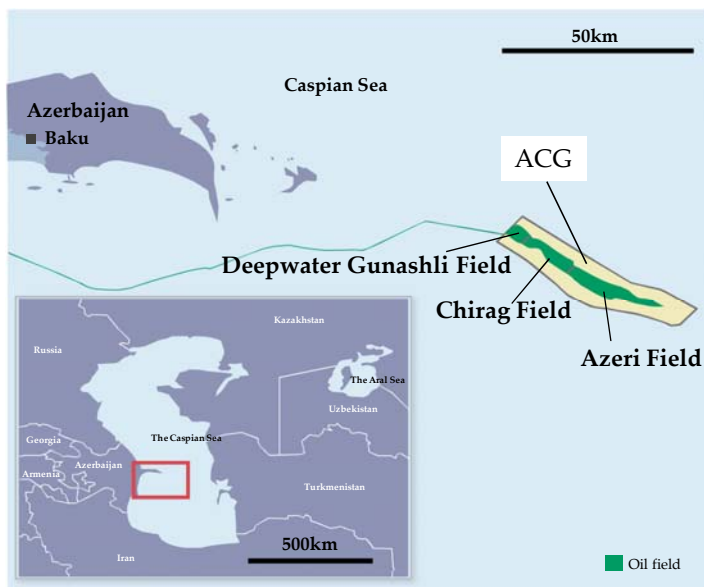 50km
Caspian Sea
Azerbaijan
Baku
ACG
Deepwater Gunashli Field
Chirag Field
Azeri Field
Kazakhstan
Russia
The Aral Sea
Uzbekistan
Georgia
The Caspian Sea
Azerbaijan
Armenia
Turkmenistan
Iran
500km
Oil field